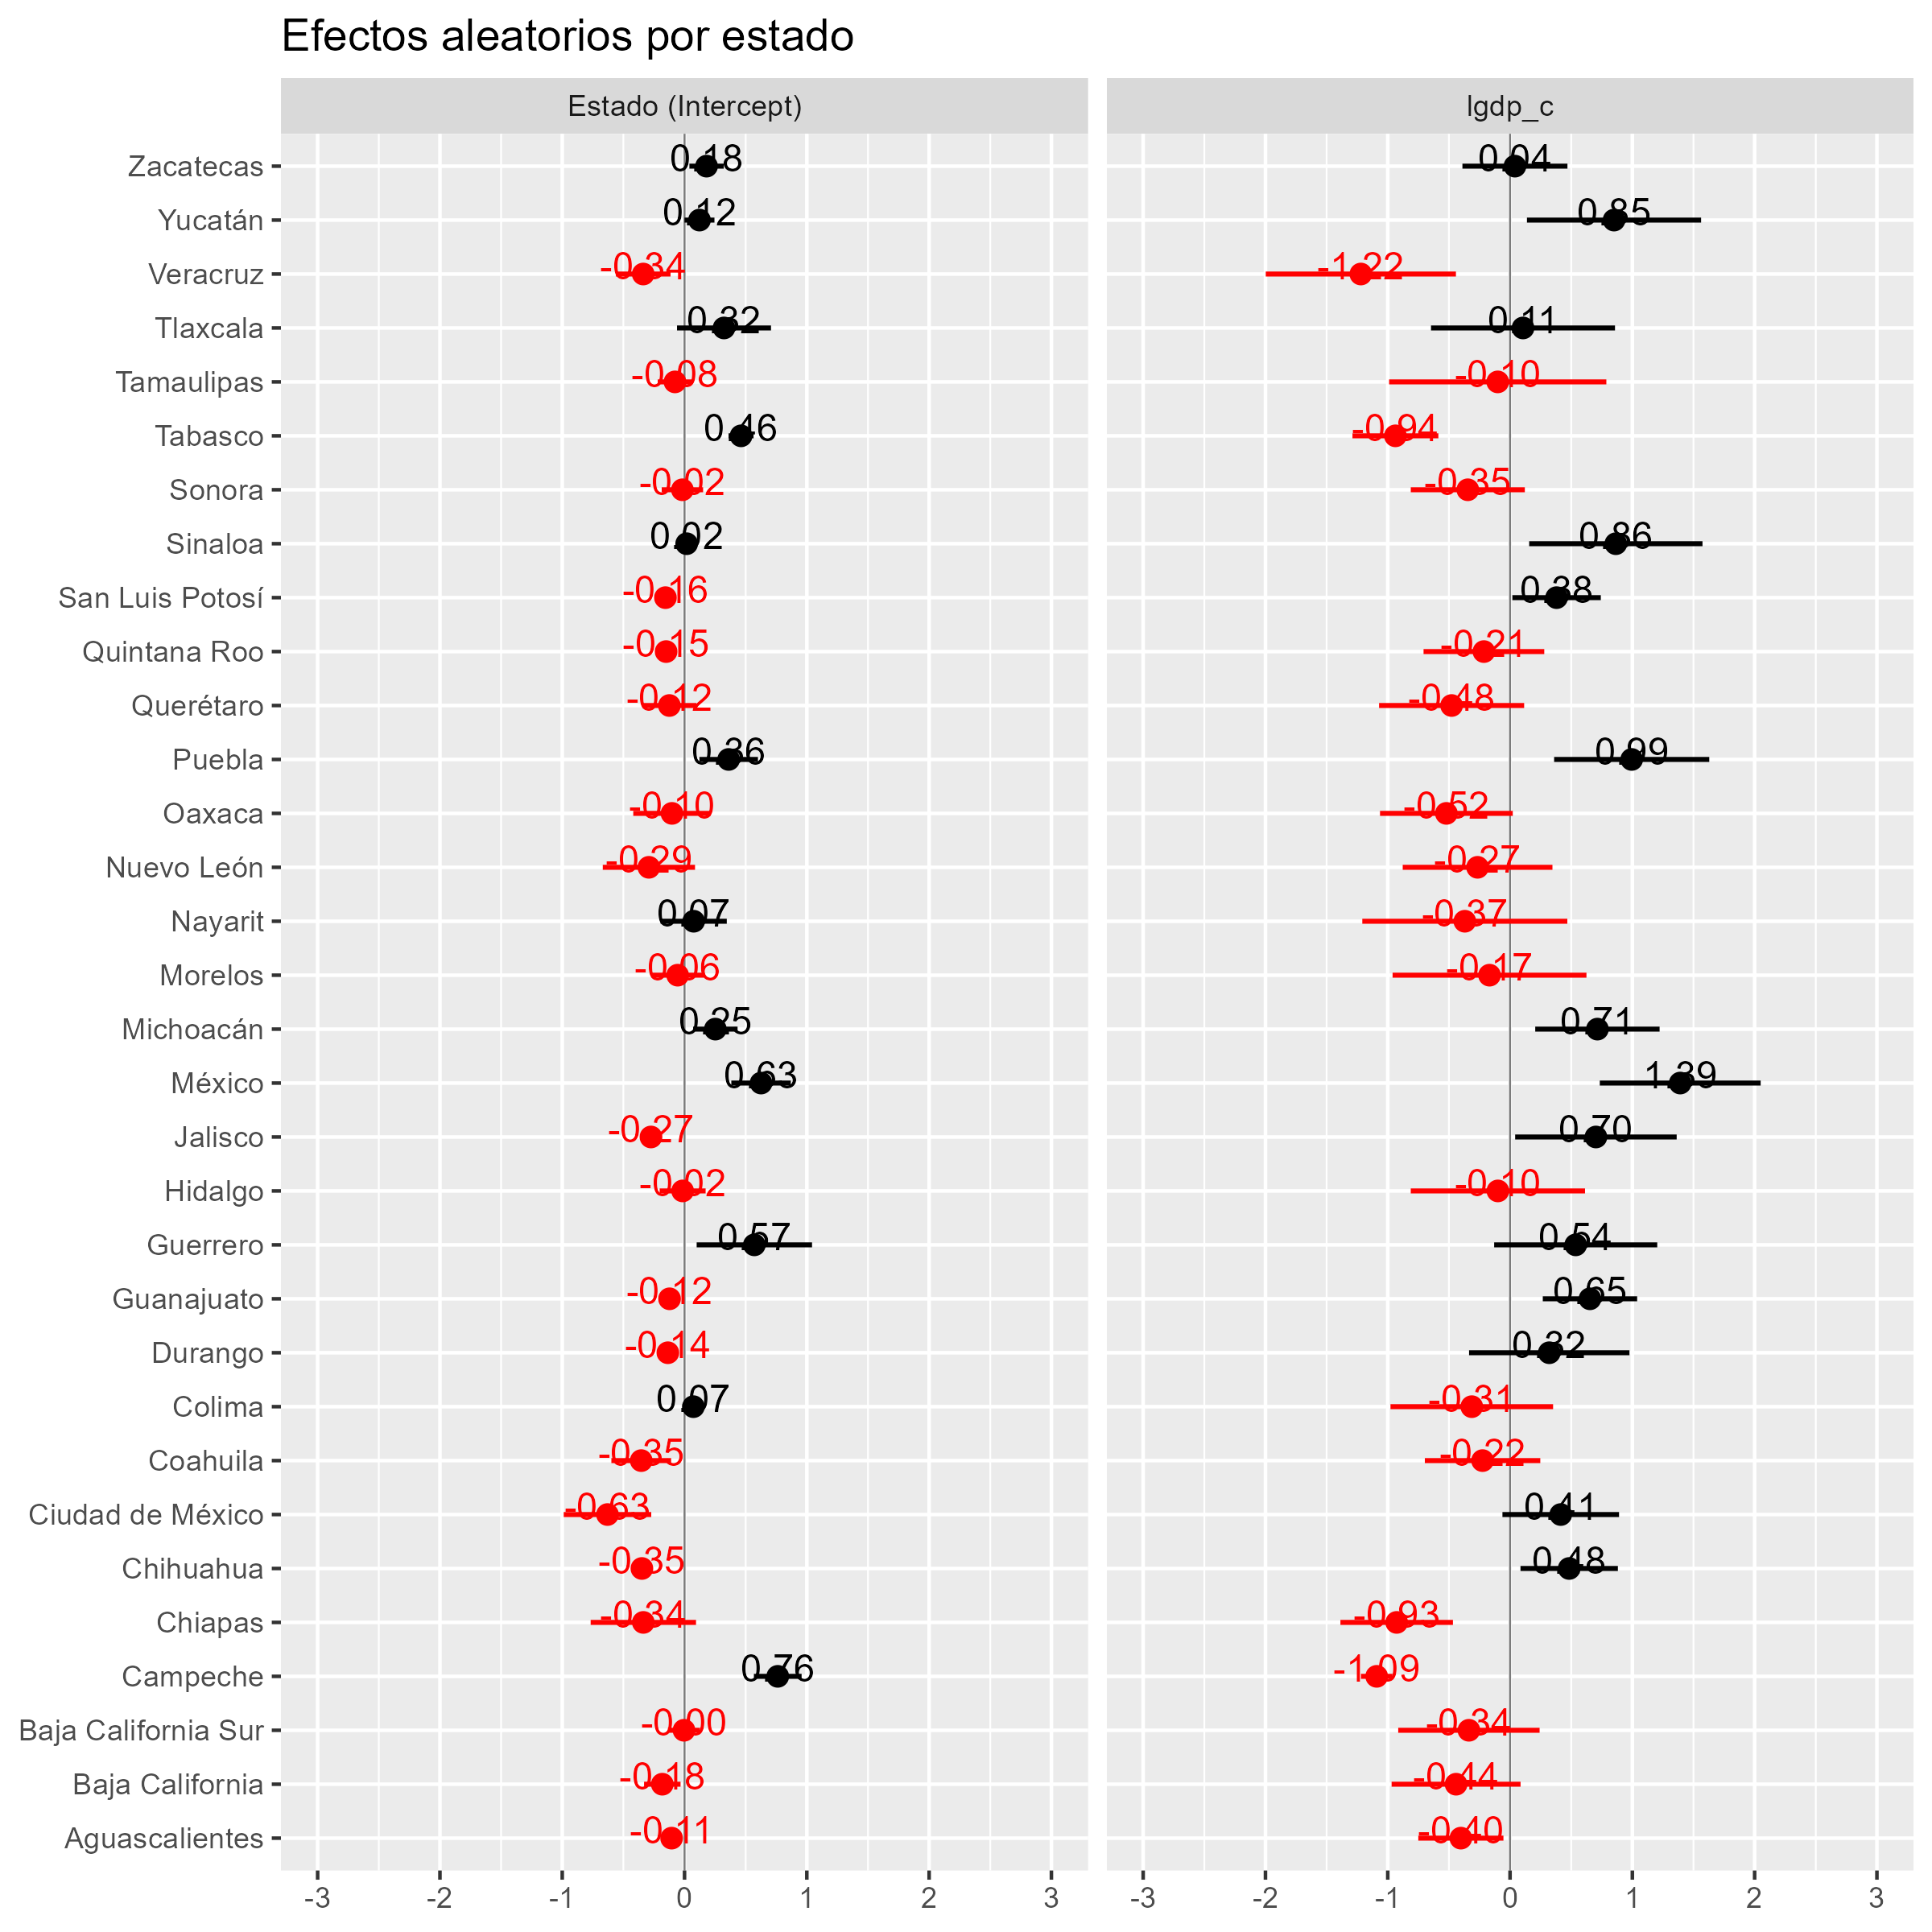 Efectos aleatorios por estado
Estado (Intercept) lgdp_c
Zacatecas 0.18 0.04
Yucatán 0.12 0.85
Veracruz -0.34 -1.22
Tlaxcala 0.32 0.11
Tamaulipas -0.08 -0.10
Tabasco 0.46 -0.94
Sonora -0.02 -0.35
Sinaloa 0.02 0.86
San Luis Potosí -0.16 0.38
Quintana Roo -0.15 -0.21
Querétaro -0.12 -0.48
Puebla 0.36 0.99
Oaxaca -0.10 -0.52
Nuevo León -0.29 -0.27
Nayarit 0.07 -0.37
Morelos -0.06 -0.17
Michoacán 0.25 0.71
México 0.63 1.39
Jalisco -0.27 0.70
Hidalgo -0.02 -0.10
Guerrero 0.57 0.54
Guanajuato -0.12 0.65
Durango -0.14 0.32
Colima 0.07 -0.31
Coahuila -0.35 -0.22
Ciudad de México -0.63 0.41
Chihuahua -0.35 0.48
Chiapas -0.34 -0.93
Campeche 0.76 -1.09
Baja California Sur -0.00 -0.34
Baja California -0.18 -0.44
Aguascalientes -0.11 -0.40
-3 -2 -1 0 1 2 3 -3 -2 -1 0 1 2 3